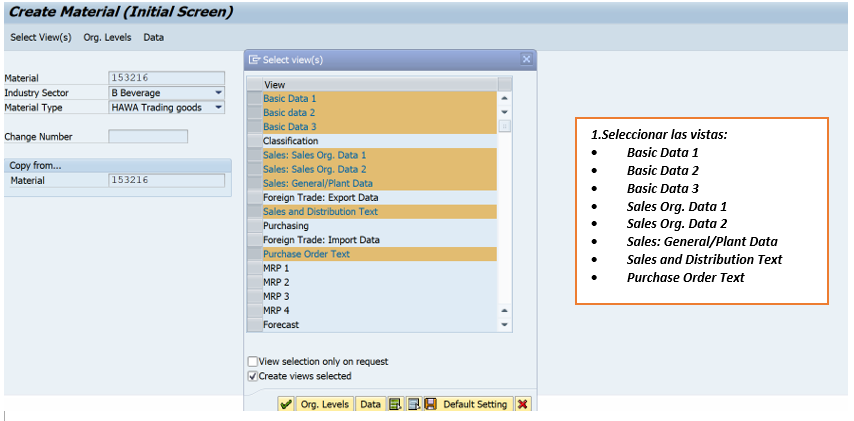 Create Material (Initial Screen)
Select View(s) Org. Levels Data
Material 153216
Industry Sector B Beverage
Material Type HAWA Trading goods
Change Number
Copy from...
Material 153216
Select view(s)
View
Basic Data 1
Basic data 2
Basic Data 3
Classification
Sales: Sales Org. Data 1
Sales: Sales Org. Data 2
Sales: General/Plant Data
Foreign Trade: Export Data
Sales and Distribution Text
Purchasing
Foreign Trade: Import Data
Purchase Order Text
MRP 1
MRP 2
MRP 3
MRP 4
Forecast
View selection only on request
Create views selected
Org. Levels Data Default Setting
1.Seleccionar las vistas:
• Basic Data 1
• Basic Data 2
• Basic Data 3
• Sales Org. Data 1
• Sales Org. Data 2
• Sales: General/Plant Data
• Sales and Distribution Text
• Purchase Order Text